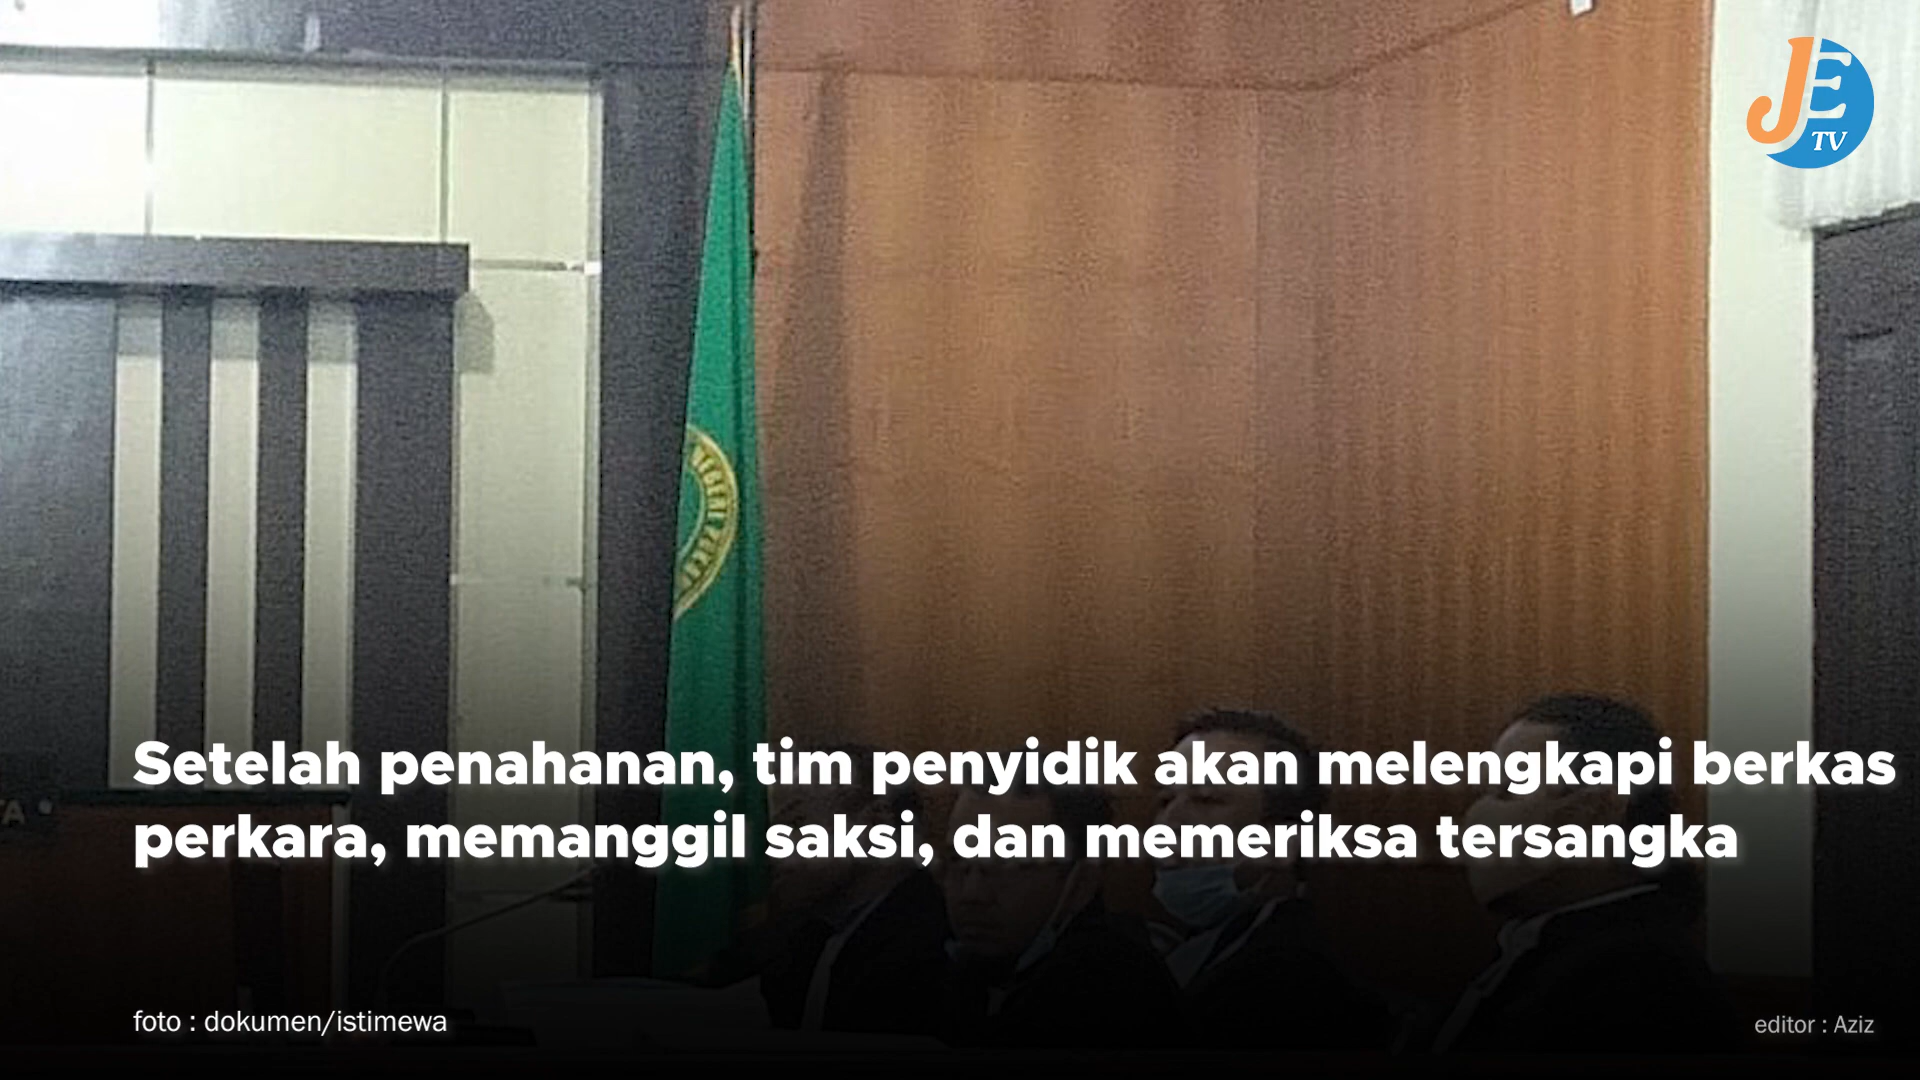 JE
TV
NEGERI
Setelah penahanan, tim penyidik akan melengkapi berkas
perkara, memanggil saksi, dan memeriksa tersangka
foto : dokumen/istimewa
editor : Aziz